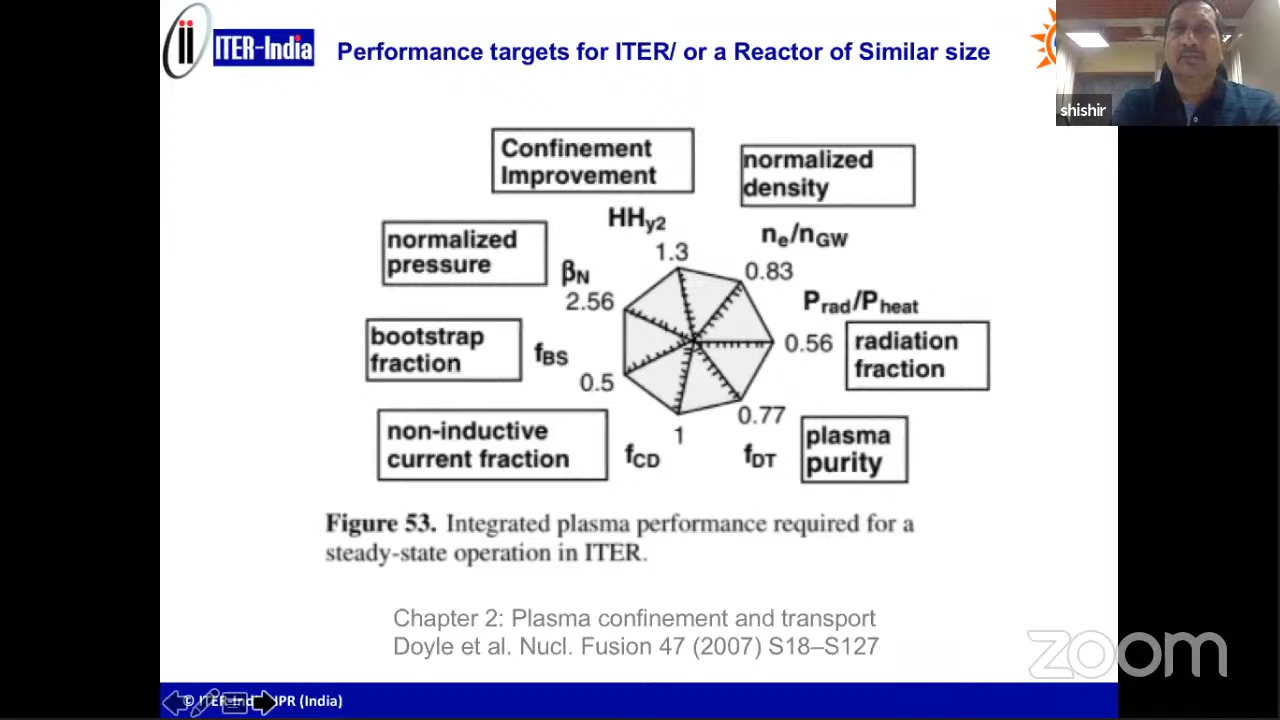 ITER-India
Performance targets for ITER/ or a Reactor of Similar size
shishir
Confinement
Improvement
normalized
density
HHy2
ne/nGW
normalized
pressure
1.3
0.83
βN
2.56
Prad/Pheat
bootstrap
fraction
fBS
0.5
0.56
radiation
fraction
non-inductive
current fraction
fCD
1
0.77
fDT
plasma
purity
Figure 53. Integrated plasma performance required for a
steady-state operation in ITER.
Chapter 2: Plasma confinement and transport
Doyle et al. Nucl. Fusion 47 (2007) S18–S127
zoom
© (India)